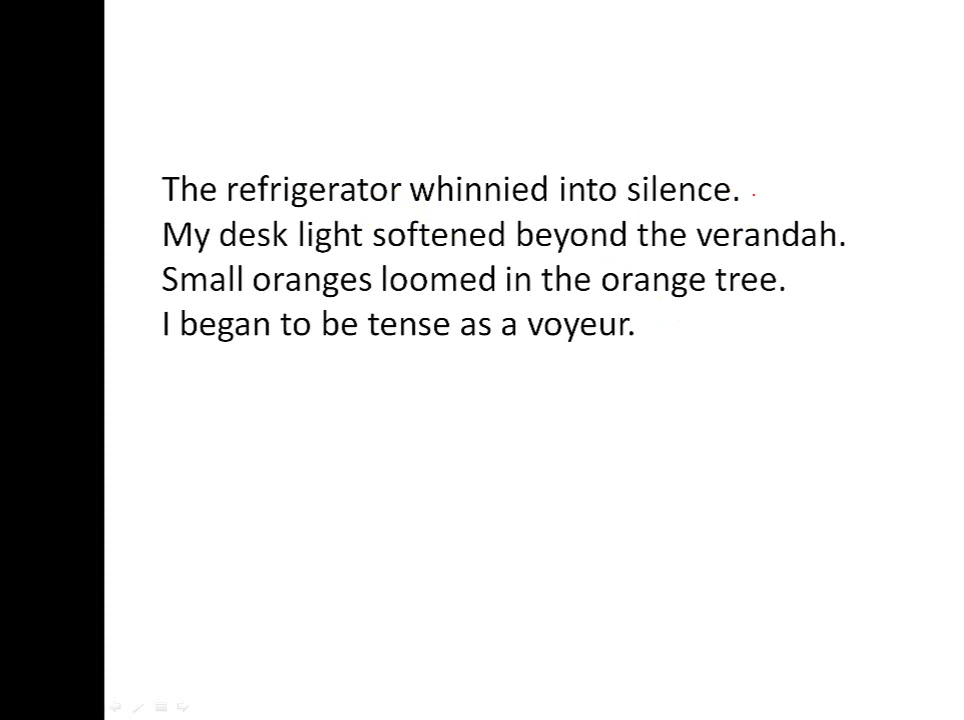 The refrigerator whinnied into silence.
My desk light softened beyond the verandah.
Small oranges loomed in the orange tree.
I began to be tense as a voyeur.